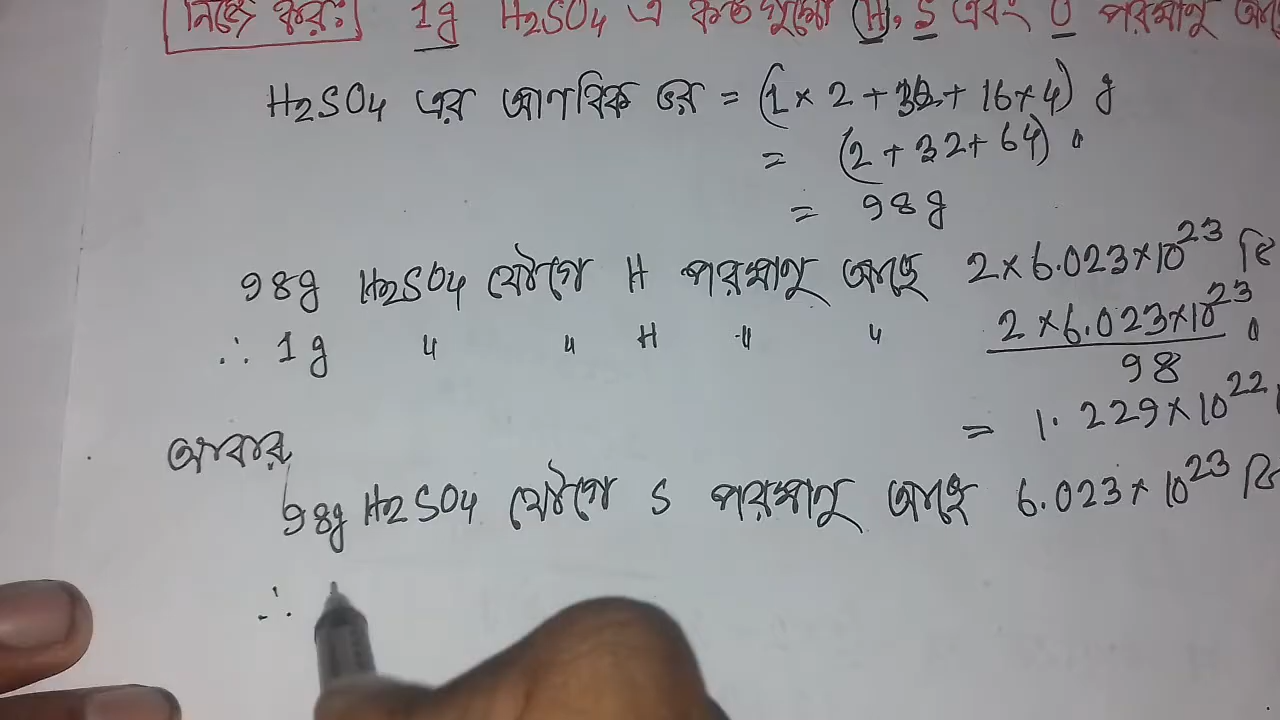 নিজে কর: 1g H2SO4 এ কতগুলো H, S এবং O পরমানু
H2SO4 এর আণবিক ভর = (1 × 2 + 32 + 16 × 4) g
= (2 + 32 + 64) "
= 98g
98g H2SO4 যৌগে H পরমানু আছে 2 × 6.023 × 10^23 টি
∴ 1g " " H " " 2 × 6.023 × 10^23 / 98 "
= 1.229 × 10^22
আবার,
98g H2SO4 যৌগে S পরমানু আছে 6.023 × 10^23 টি
∴